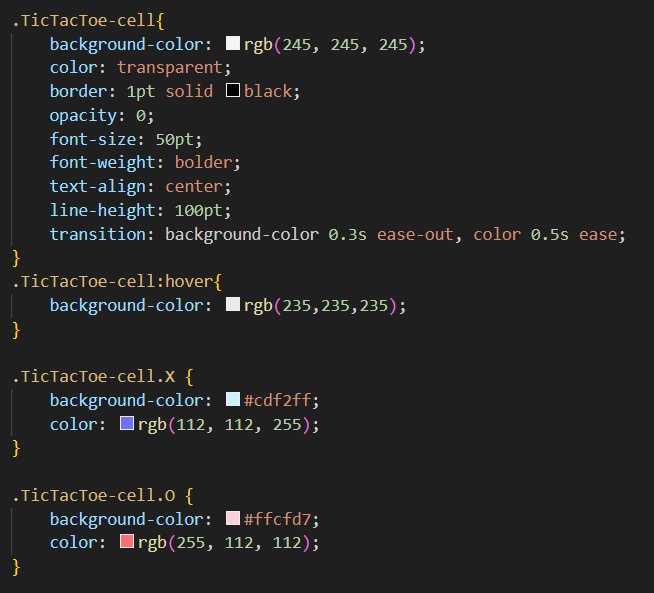 .TicTacToe-cell{
    background-color: rgb(245, 245, 245);
    color: transparent;
    border: 1pt solid black;
    opacity: 0;
    font-size: 50pt;
    font-weight: bolder;
    text-align: center;
    line-height: 100pt;
    transition: background-color 0.3s ease-out, color 0.5s ease;
}
.TicTacToe-cell:hover{
    background-color: rgb(235,235,235);
}

.TicTacToe-cell.X {
    background-color: #cdf2ff;
    color: rgb(112, 112, 255);
}

.TicTacToe-cell.O {
    background-color: #ffcfd7;
    color: rgb(255, 112, 112);
}